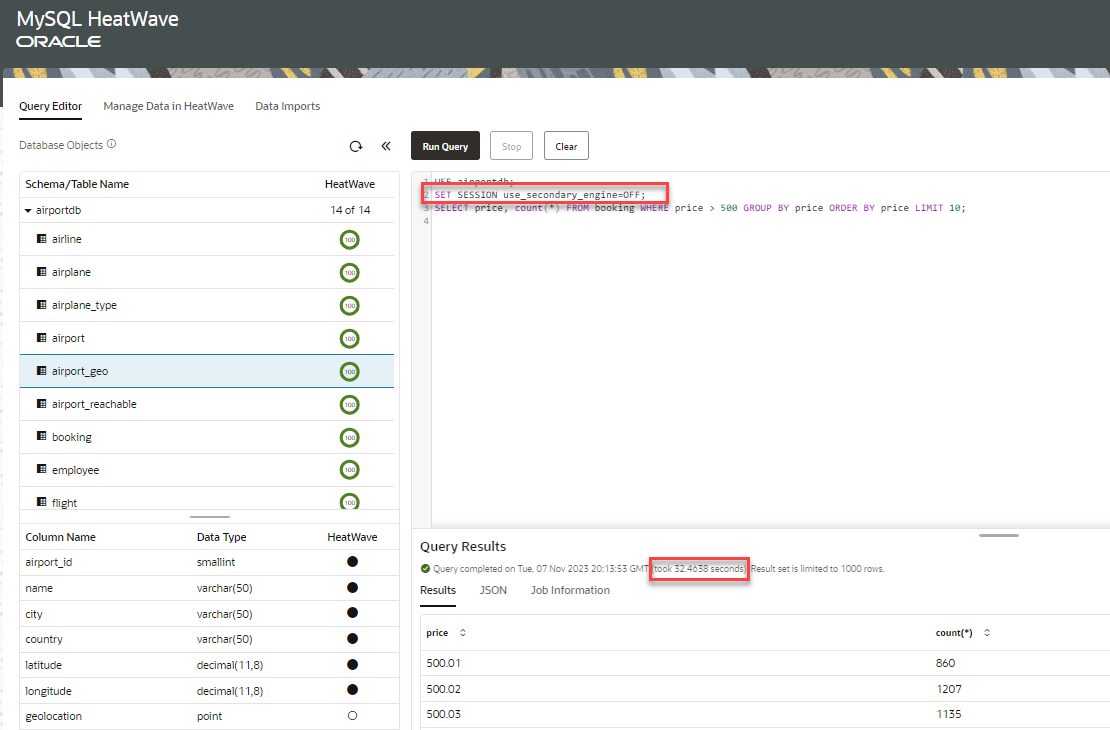 MySQL HeatWave
ORACLE
Query Editor Manage Data in HeatWave Data Imports
Database Objects
Run Query Stop Clear
Schema/Table Name HeatWave
airportdb 14 of 14
airline 100
airplane 100
airplane_type 100
airport 100
airport_geo 100
airport_reachable 100
booking 100
employee 100
flight 100
Column Name Data Type HeatWave
airport_id smallint
name varchar(50)
city varchar(50)
country varchar(50)
latitude decimal(11,8)
longitude decimal(11,8)
geolocation point
1 USE airportdb;
2 SET SESSION use_secondary_engine=OFF;
3 SELECT price, count(*) FROM booking WHERE price > 500 GROUP BY price ORDER BY price LIMIT 10;
4
Query Results
Query completed on Tue, 07 Nov 2023 20:13:53 GMT (took 32.4638 seconds) Result set is limited to 1000 rows.
Results JSON Job Information
price count(*)
500.01 860
500.02 1207
500.03 1135